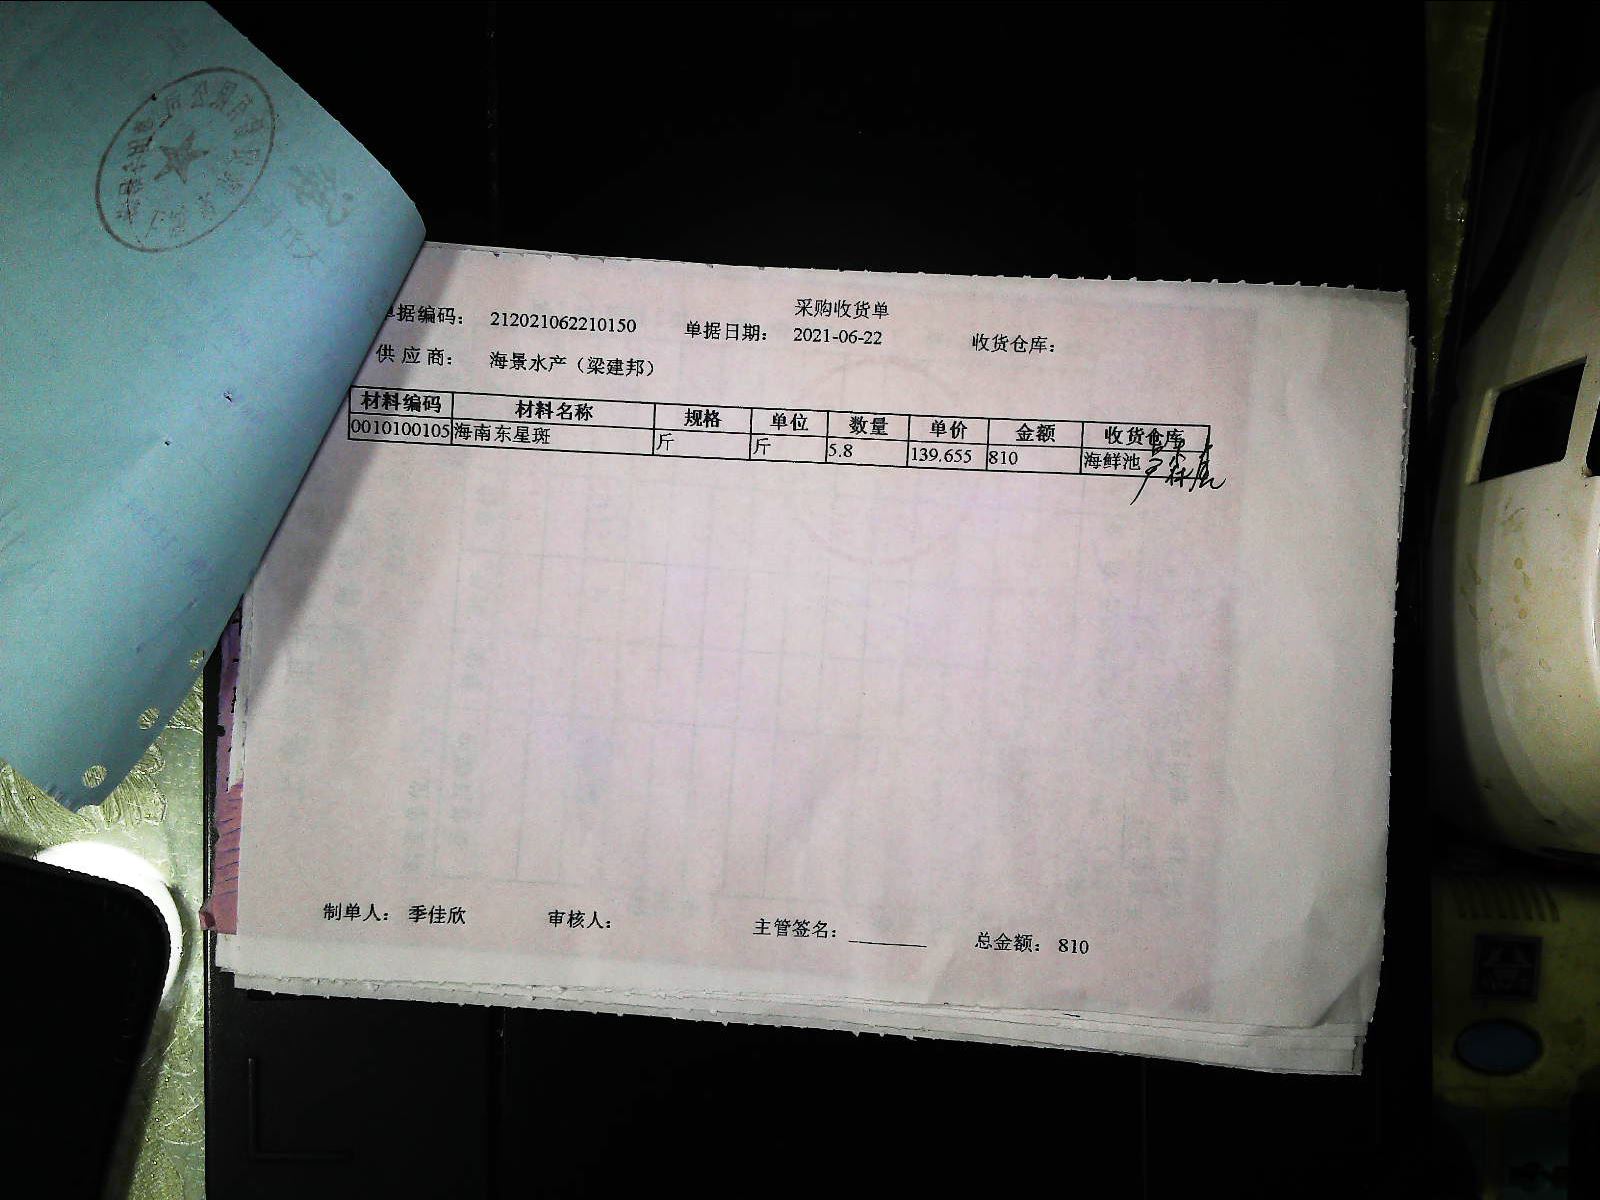 采购收货单
单据编码： 212021062210150 单据日期： 2021-06-22 收货仓库：
供应商： 海景水产（梁建邦）
材料编码 材料名称 规格 单位 数量 单价 金额 收货仓库
0010100105 海南东星斑 斤 斤 5.8 139.655 810 海鲜池
制单人： 季佳欣 审核人： 主管签名： 总金额： 810